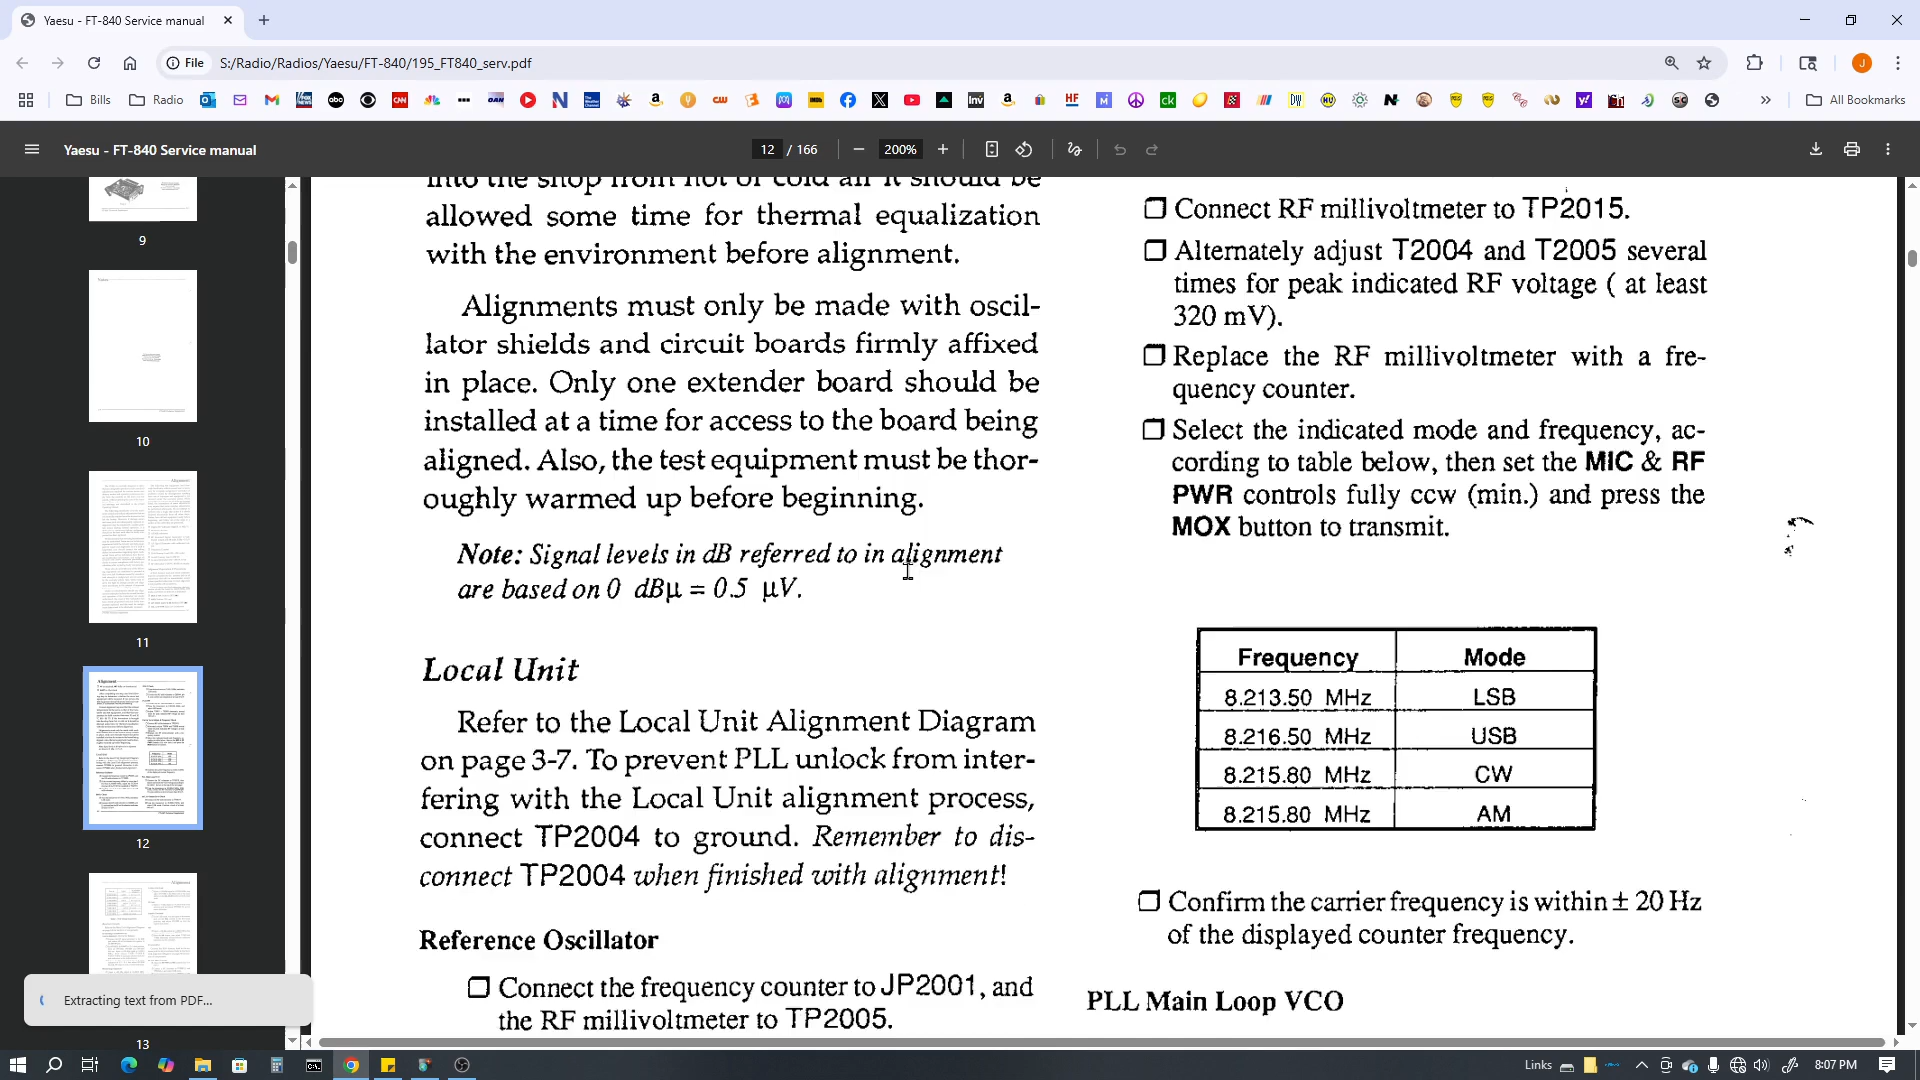 Yaesu - FT-840 Service manual
File
S:/Radio/Radios/Yaesu/FT-840/195_FT840_serv.pdf
J
Bills
Radio
All Bookmarks
Yaesu - FT-840 Service manual
12 / 166
200%
9
10
11
12
13
into the shop from hot or cold air it should be
allowed some time for thermal equalization
with the environment before alignment.
Alignments must only be made with oscil-
lator shields and circuit boards firmly affixed
in place. Only one extender board should be
installed at a time for access to the board being
aligned. Also, the test equipment must be thor-
oughly warmed up before beginning.
Note: Signal levels in dB referred to in alignment
are based on 0 dBμ = 0.5 μV.
Local Unit
Refer to the Local Unit Alignment Diagram
on page 3-7. To prevent PLL unlock from inter-
fering with the Local Unit alignment process,
connect TP2004 to ground. Remember to dis-
connect TP2004 when finished with alignment!
Reference Oscillator
Connect the frequency counter to JP2001, and
the RF millivoltmeter to TP2005.
Connect RF millivoltmeter to TP2015.
Alternately adjust T2004 and T2005 several
times for peak indicated RF voltage ( at least
320 mV).
Replace the RF millivoltmeter with a fre-
quency counter.
Select the indicated mode and frequency, ac-
cording to table below, then set the MIC & RF
PWR controls fully ccw (min.) and press the
MOX button to transmit.
Frequency Mode
8.213.50 MHz LSB
8.216.50 MHz USB
8.215.80 MHz CW
8.215.80 MHz AM
Confirm the carrier frequency is within ± 20 Hz
of the displayed counter frequency.
PLL Main Loop VCO
Extracting text from PDF...
Links
8:07 PM